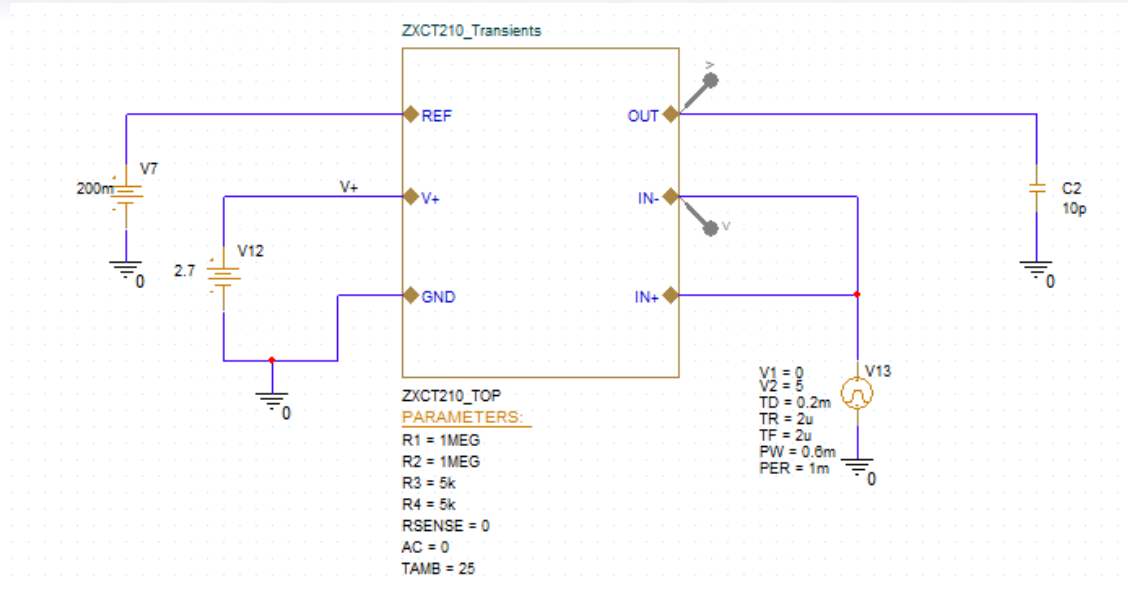 ZXCT210_Transients
REF
OUT
V
V7
200m
V+
V+
IN-
V
C2
10p
0
V12
2.7
0
GND
IN+
0
V13
V1 = 0
V2 = 5
TD = 0.2m
TR = 2u
TF = 2u
PW = 0.6m
PER = 1m
0
ZXCT210_TOP
PARAMETERS:
R1 = 1MEG
R2 = 1MEG
R3 = 5k
R4 = 5k
RSENSE = 0
AC = 0
TAMB = 25